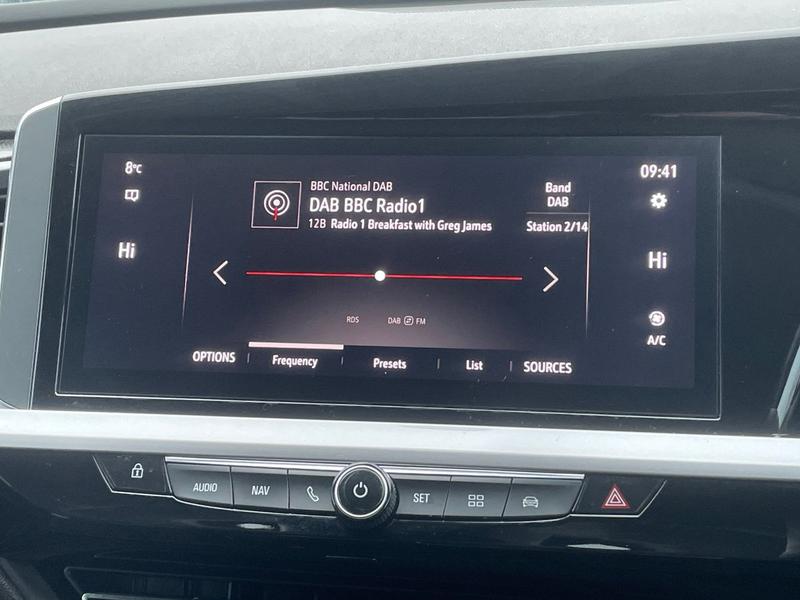 8°C
09:41
BBC National DAB
DAB BBC Radio1
12B Radio 1 Breakfast with Greg James
Band
DAB
Station 2/14
Hi
Hi
RDS
DAB FM
A/C
OPTIONS
Frequency
Presets
List
SOURCES
AUDIO
NAV
SET